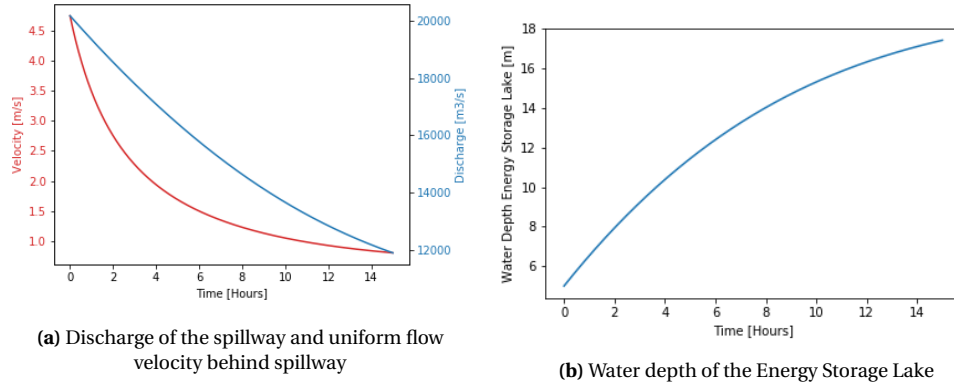 4.5
4.0
3.5
3.0
2.5
2.0
1.5
1.0
Velocity [m/s]
20000
18000
16000
14000
12000
Discharge [m3/s]
0 2 4 6 8 10 12 14
Time [Hours]
(a) Discharge of the spillway and uniform flow
velocity behind spillway
18
16
14
12
10
8
6
Water Depth Energy Storage Lake [m]
0 2 4 6 8 10 12 14
Time [Hours]
(b) Water depth of the Energy Storage Lake